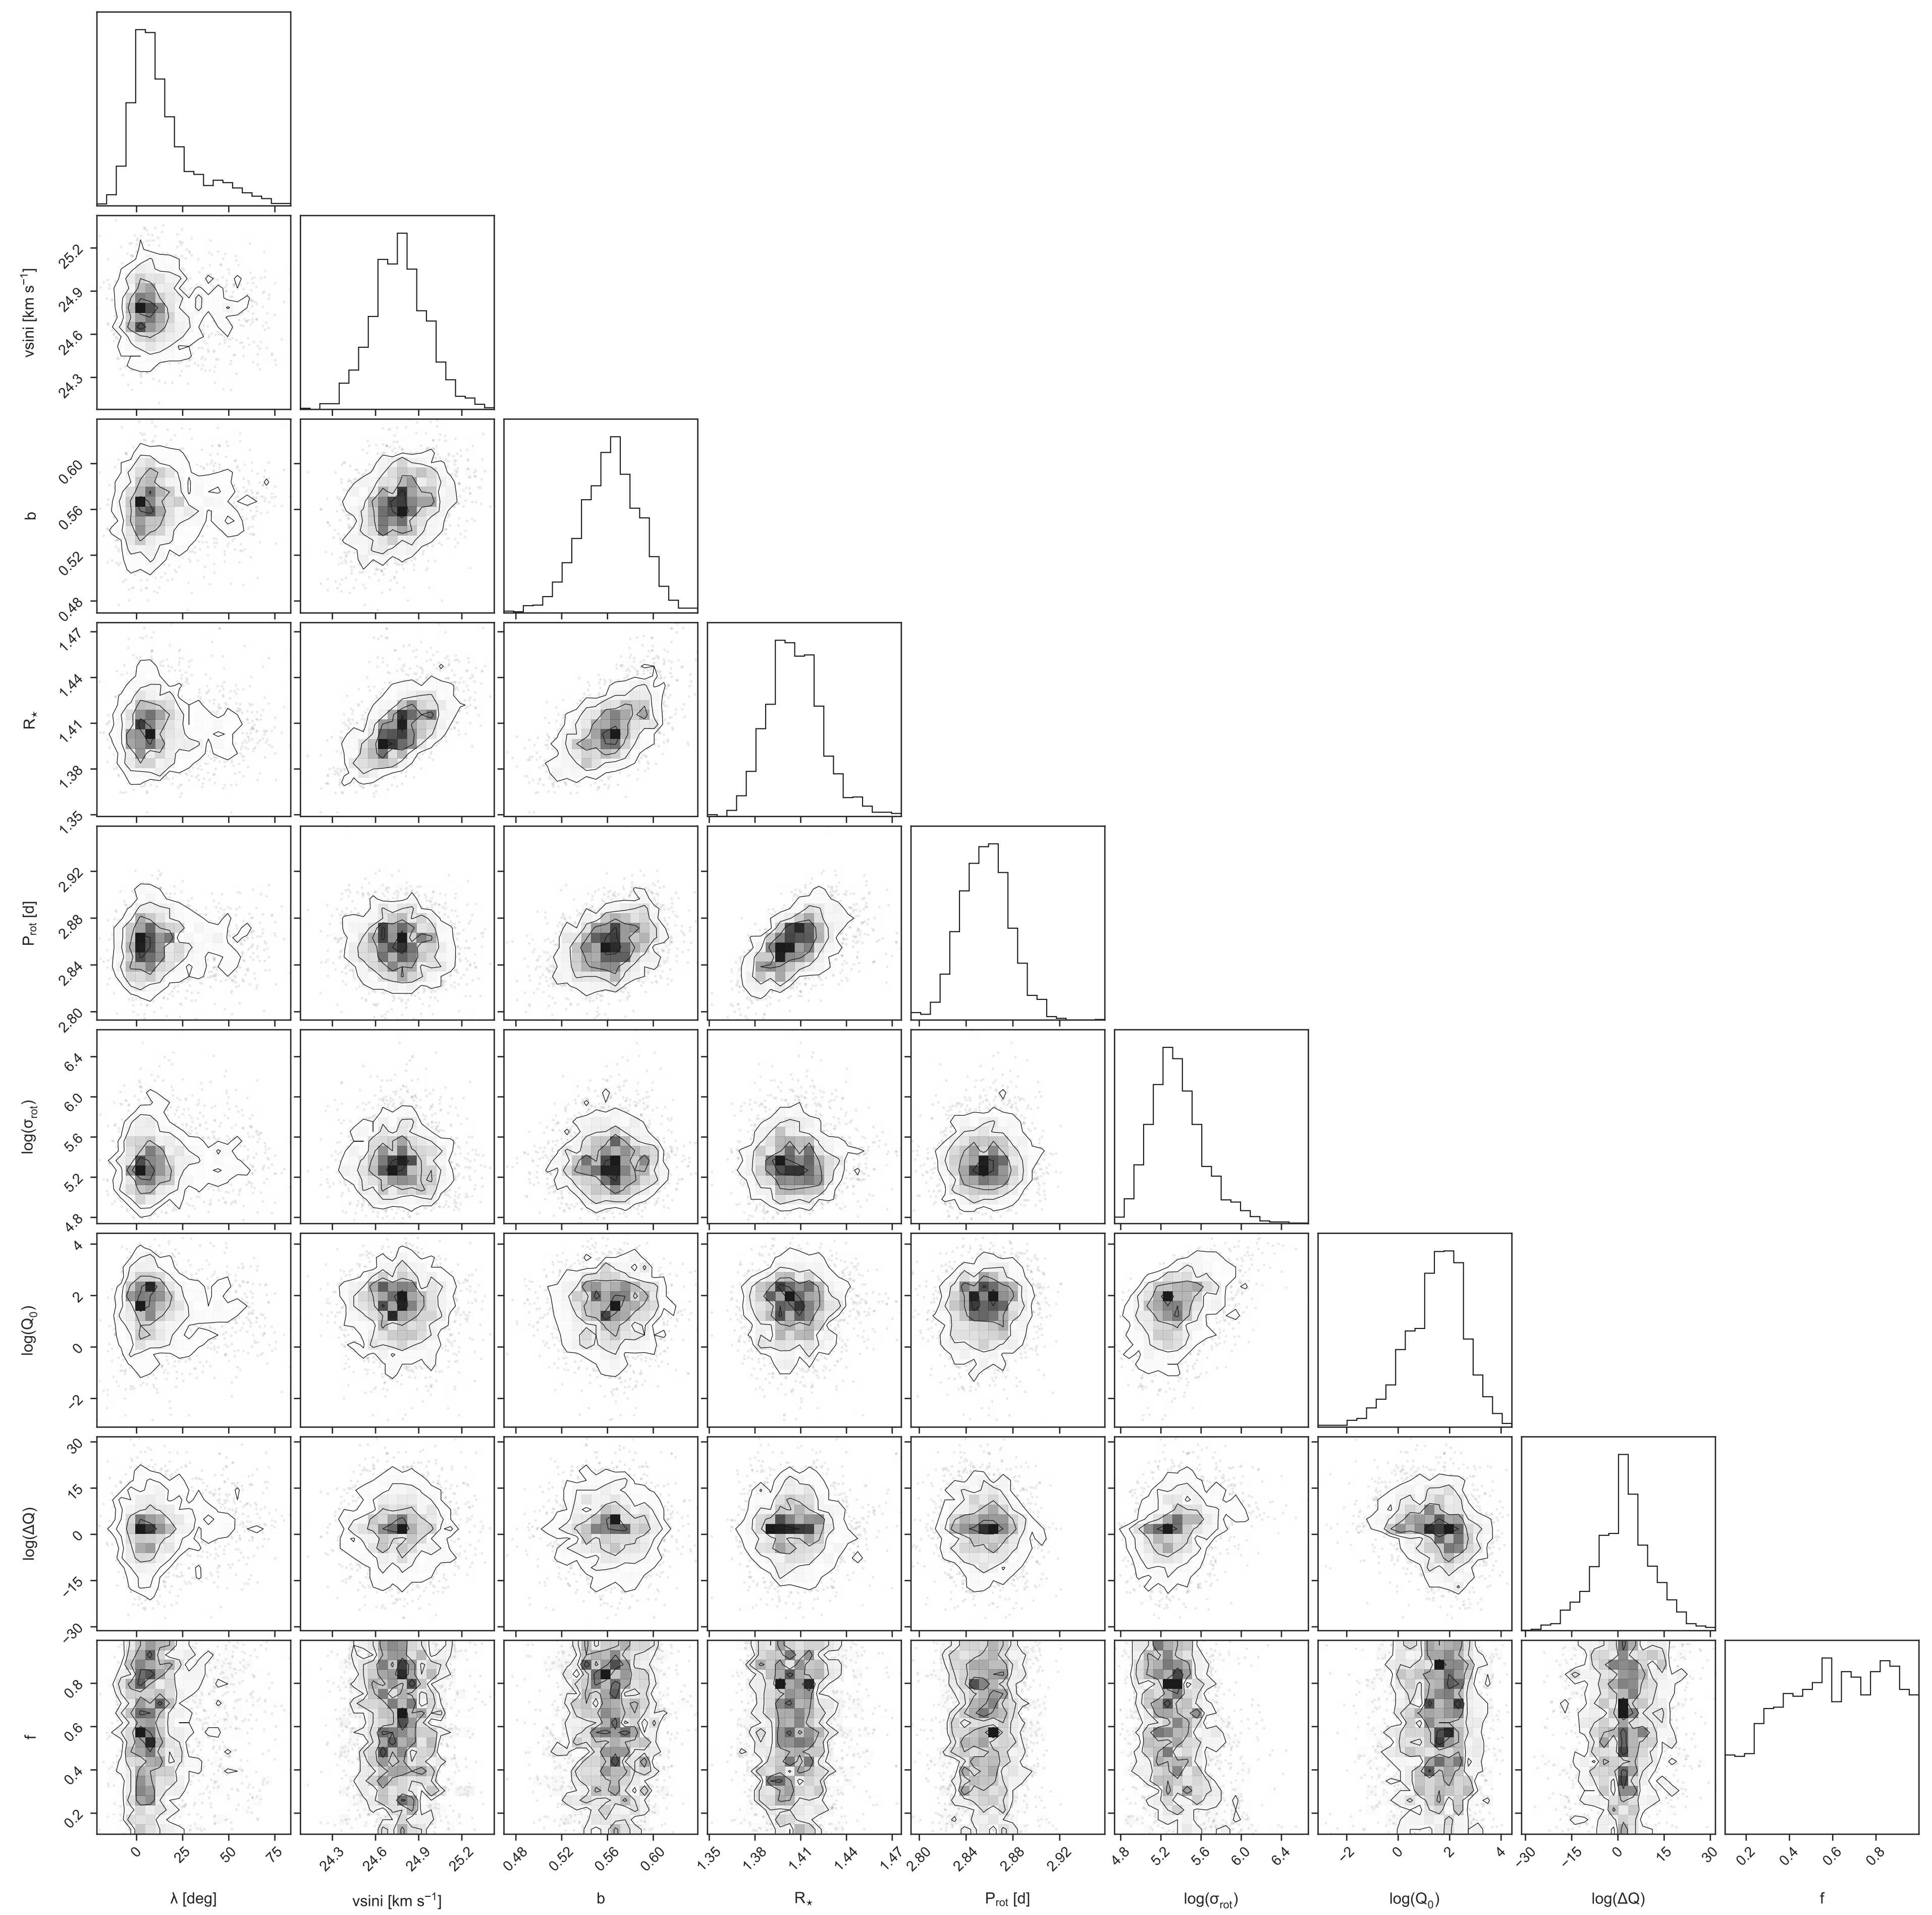 25.2
24.9
24.6
24.3
vsini [km s⁻¹]
0.60
0.56
0.52
0.48
b
1.47
1.44
1.41
1.38
1.35
R⋆
2.92
2.88
2.84
2.80
P_rot [d]
6.4
6.0
5.6
5.2
4.8
log(σ_rot)
4
2
0
−2
log(Q₀)
30
15
0
−15
−30
log(ΔQ)
0.8
0.6
0.4
0.2
f
0 25 50 75
24.3 24.6 24.9 25.2
0.48 0.52 0.56 0.60
1.35 1.38 1.41 1.44 1.47
2.80 2.84 2.88 2.92
4.8 5.2 5.6 6.0 6.4
−2 0 2 4
−30 −15 0 15 30
0.2 0.4 0.6 0.8
λ [deg] vsini [km s⁻¹] b R⋆ P_rot [d] log(σ_rot) log(Q₀) log(ΔQ) f